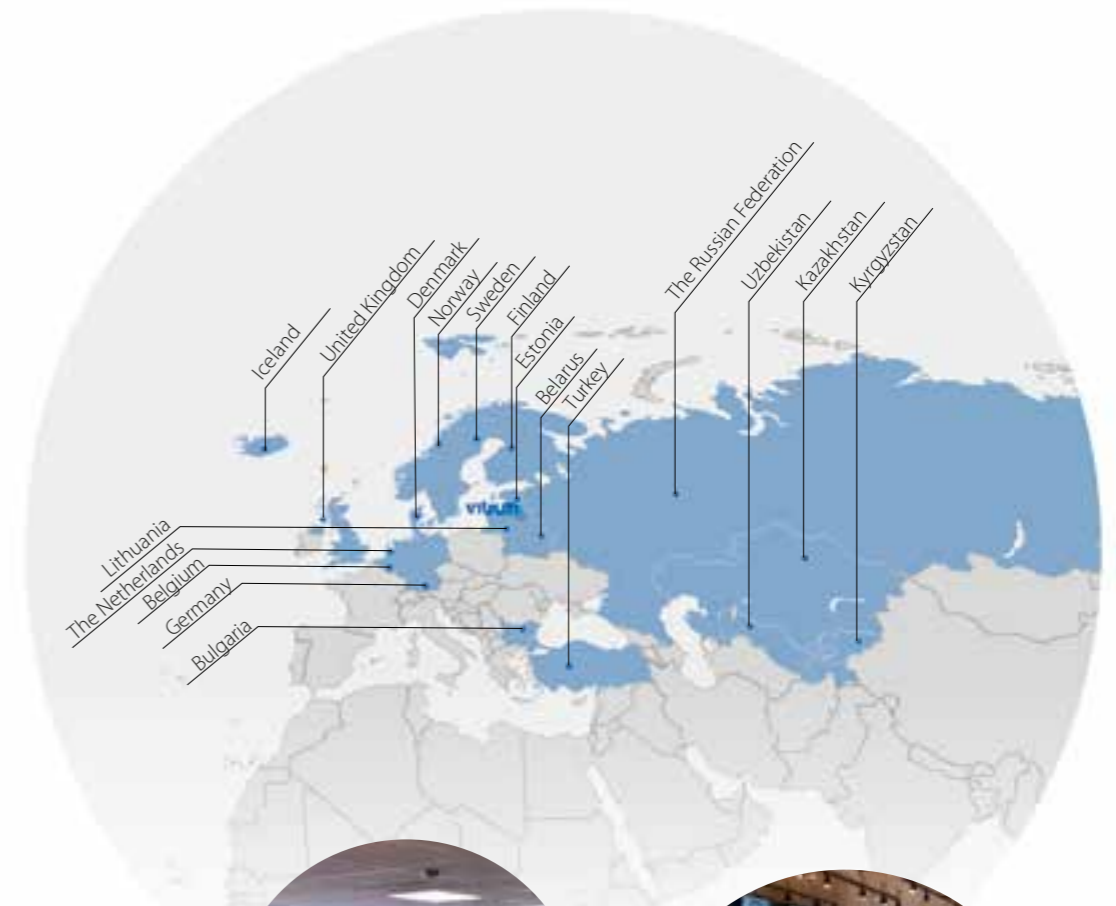 Iceland
United Kingdom
Denmark
Norway
Sweden
Finland
Estonia
Belarus
Turkey
The Russian Federation
Uzbekistan
Kazakhstan
Kyrgyzstan
Lithuania
The Netherlands
Belgium
Germany
Bulgaria